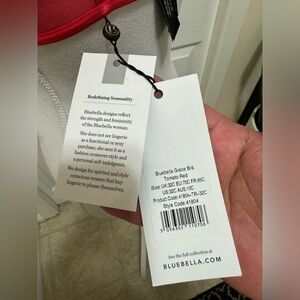 Redefining Sensuality
Bluebella designs reflect
the strength and femininity
of the Bluebella woman.
She does not see lingerie
as a functional or sexy
purchase, she sees it as a
fashion crossover style and
a personal self-indulgence.
We design for spirited and style
conscious women that buy
lingerie to please themselves.
Bluebella Grace Bra
Tomato Red
Size: UK:32C EU:70C FR:85C
US:32C AUS:10C
Product Code: 41804-TR-32C
Style Code: 41804
See the full collection at
BLUEBELLA.COM